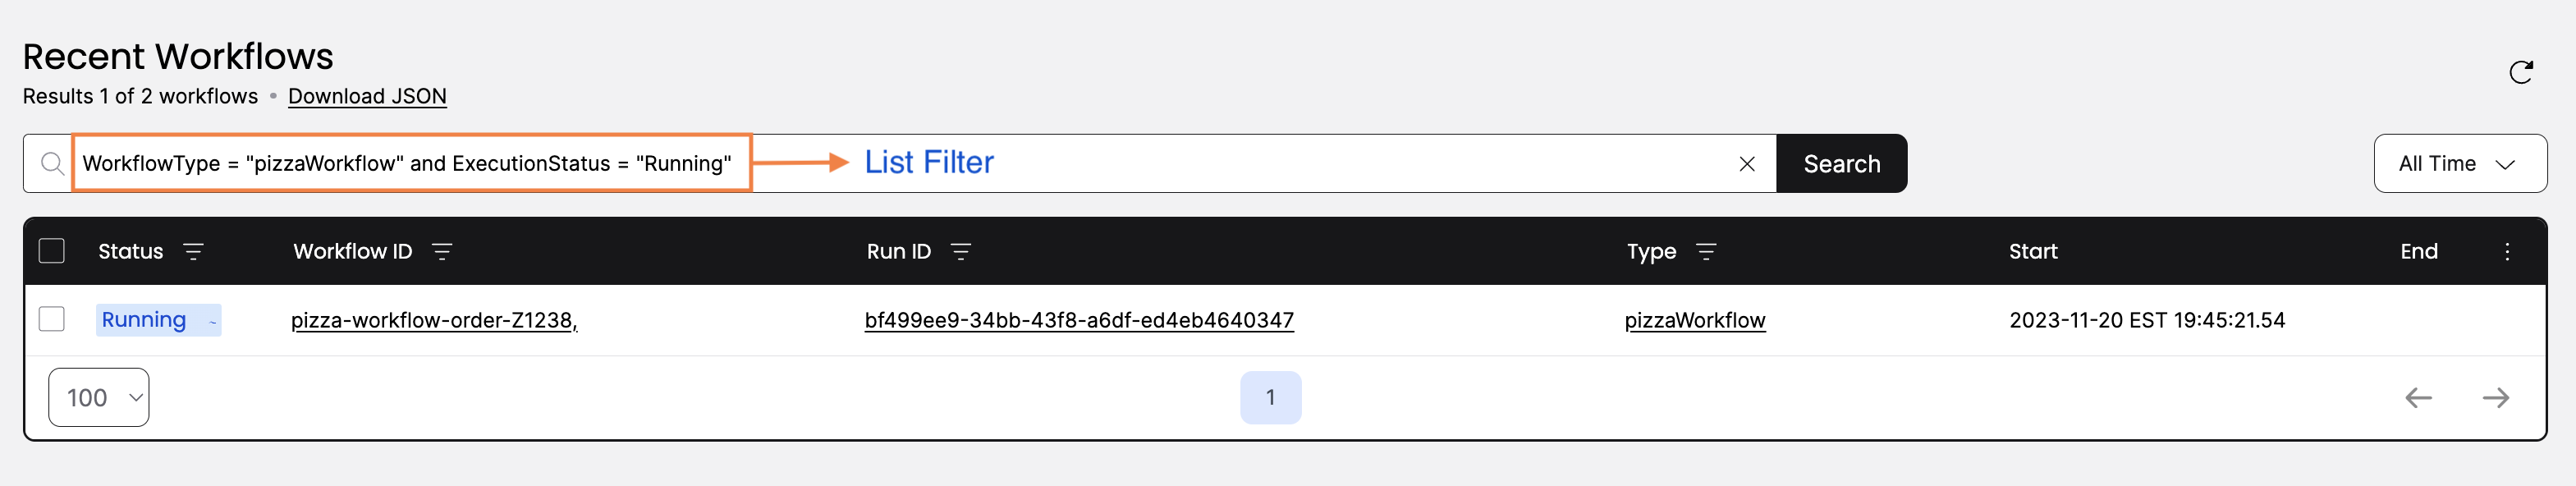 Recent Workflows
Results 1 of 2 workflows • Download JSON
WorkflowType = "pizzaWorkflow" and ExecutionStatus = "Running" List Filter Search All Time
Status Workflow ID Run ID Type Start End
Running pizza-workflow-order-Z1238, bf499ee9-34bb-43f8-a6df-ed4eb4640347 pizzaWorkflow 2023-11-20 EST 19:45:21.54
100 1